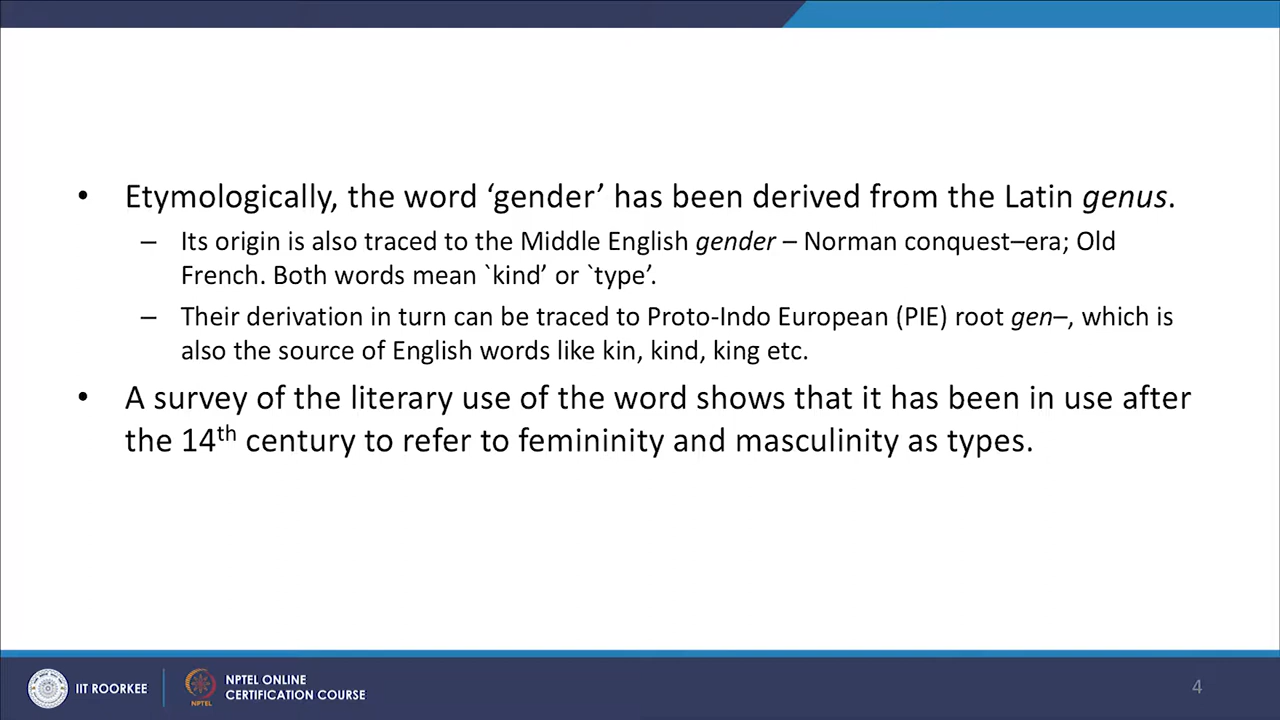 • Etymologically, the word ‘gender’ has been derived from the Latin genus.
– Its origin is also traced to the Middle English gender – Norman conquest–era; Old
French. Both words mean `kind’ or `type’.
– Their derivation in turn can be traced to Proto-Indo European (PIE) root gen–, which is
also the source of English words like kin, kind, king etc.
• A survey of the literary use of the word shows that it has been in use after
the 14th century to refer to femininity and masculinity as types.
IIT ROORKEE
NPTEL
NPTEL ONLINE
CERTIFICATION COURSE
4